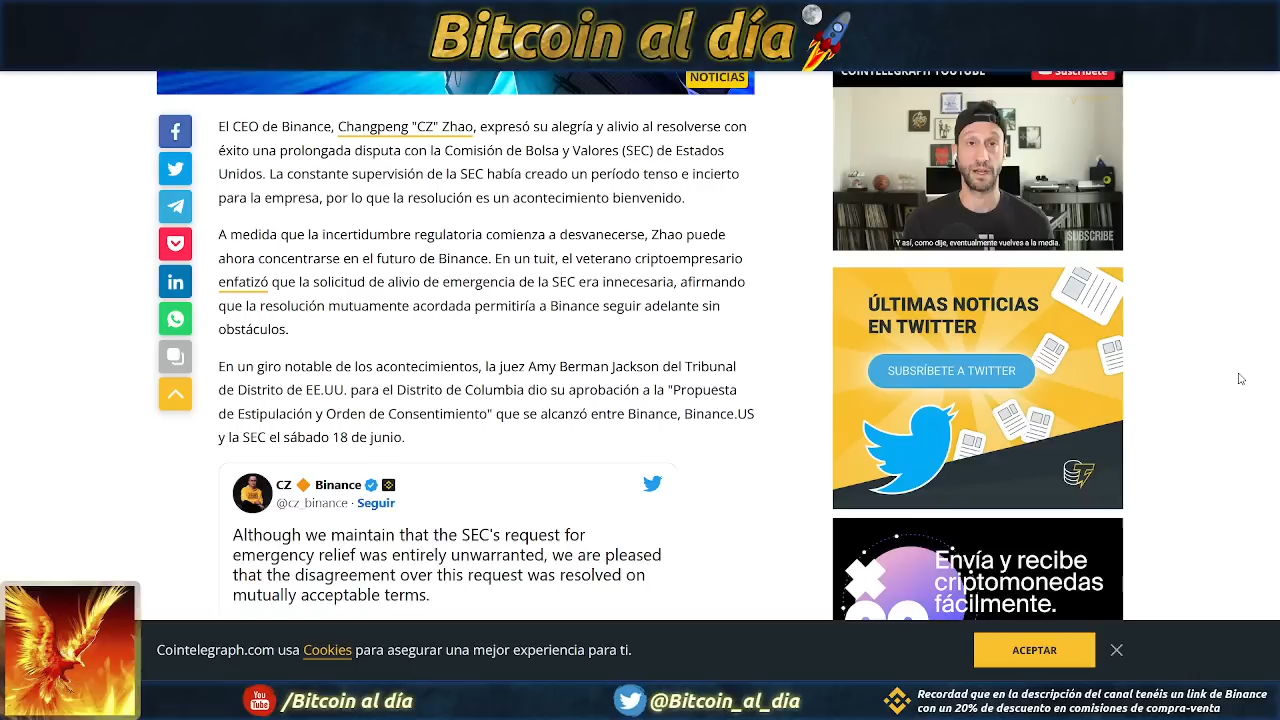 Bitcoin al día
NOTICIAS
COINTELEGRAPH YOUTUBE
Suscríbete
El CEO de Binance, Changpeng "CZ" Zhao, expresó su alegría y alivio al resolverse con
éxito una prolongada disputa con la Comisión de Bolsa y Valores (SEC) de Estados
Unidos. La constante supervisión de la SEC había creado un período tenso e incierto
para la empresa, por lo que la resolución es un acontecimiento bienvenido.
A medida que la incertidumbre regulatoria comienza a desvanecerse, Zhao puede
ahora concentrarse en el futuro de Binance. En un tuit, el veterano criptoempresario
enfatizó que la solicitud de alivio de emergencia de la SEC era innecesaria, afirmando
que la resolución mutuamente acordada permitiría a Binance seguir adelante sin
obstáculos.
En un giro notable de los acontecimientos, la juez Amy Berman Jackson del Tribunal
de Distrito de EE.UU. para el Distrito de Columbia dio su aprobación a la "Propuesta
de Estipulación y Orden de Consentimiento" que se alcanzó entre Binance, Binance.US
y la SEC el sábado 18 de junio.
CZ 🔶 Binance
@cz_binance · Seguir
Although we maintain that the SEC's request for
emergency relief was entirely unwarranted, we are pleased
that the disagreement over this request was resolved on
mutually acceptable terms.
Y así, como dije, eventualmente vuelves a la media.
SUBSCRIBE
ÚLTIMAS NOTICIAS
EN TWITTER
SUBSRÍBETE A TWITTER
Envía y recibe
criptomonedas
fácilmente.
Cointelegraph.com usa Cookies para asegurar una mejor experiencia para ti.
ACEPTAR
You Tube
/Bitcoin al día
@Bitcoin_al_dia
Recordad que en la descripción del canal tenéis un link de Binance
con un 20% de descuento en comisiones de compra-venta